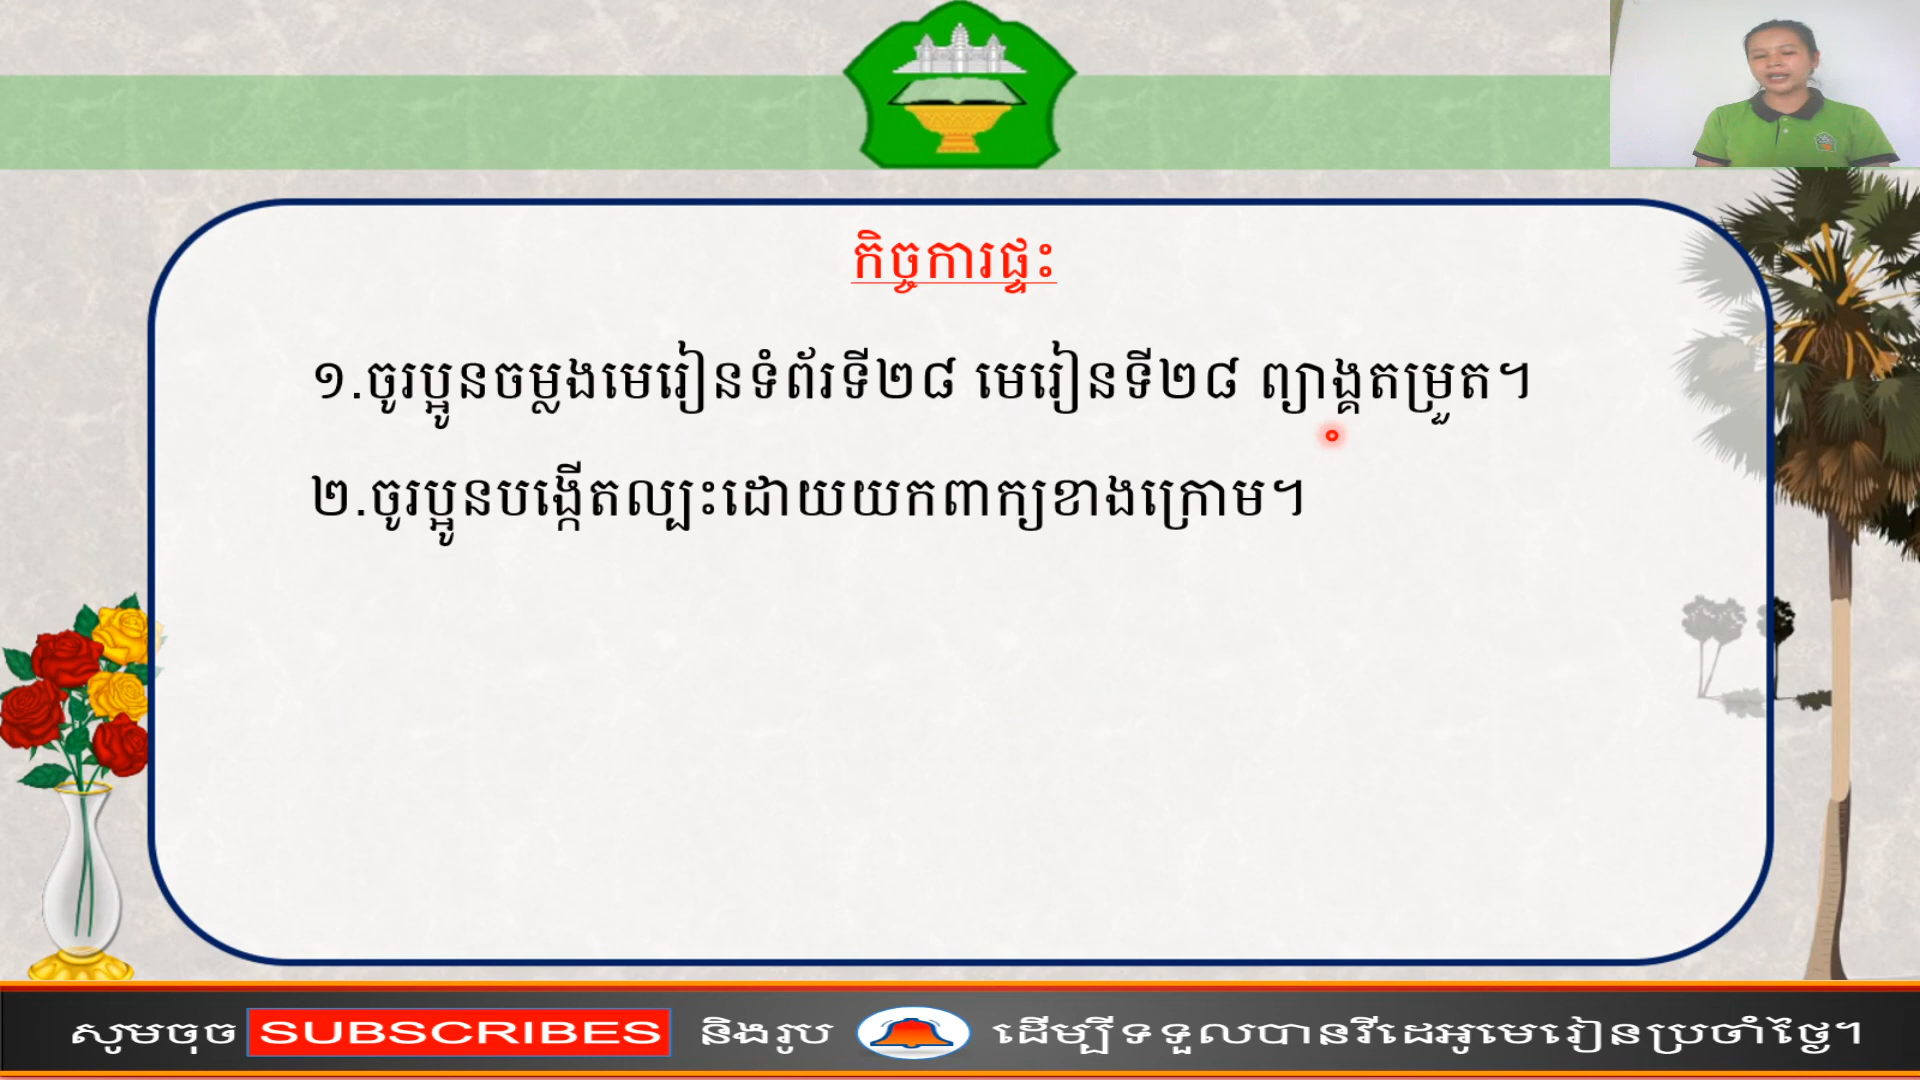 កិច្ចការផ្ទះ
១.ចូរប្អូនចម្លងមេរៀនទំព័រទី២៨ មេរៀនទី២៨ ព្យាង្គតម្រួត។
២.ចូរប្អូនបង្កើតល្បះដោយយកពាក្យខាងក្រោម។
សូមចុច SUBSCRIBES និងរូប ដើម្បីទទួលបានវីដេអូមេរៀនប្រចាំថ្ងៃ។